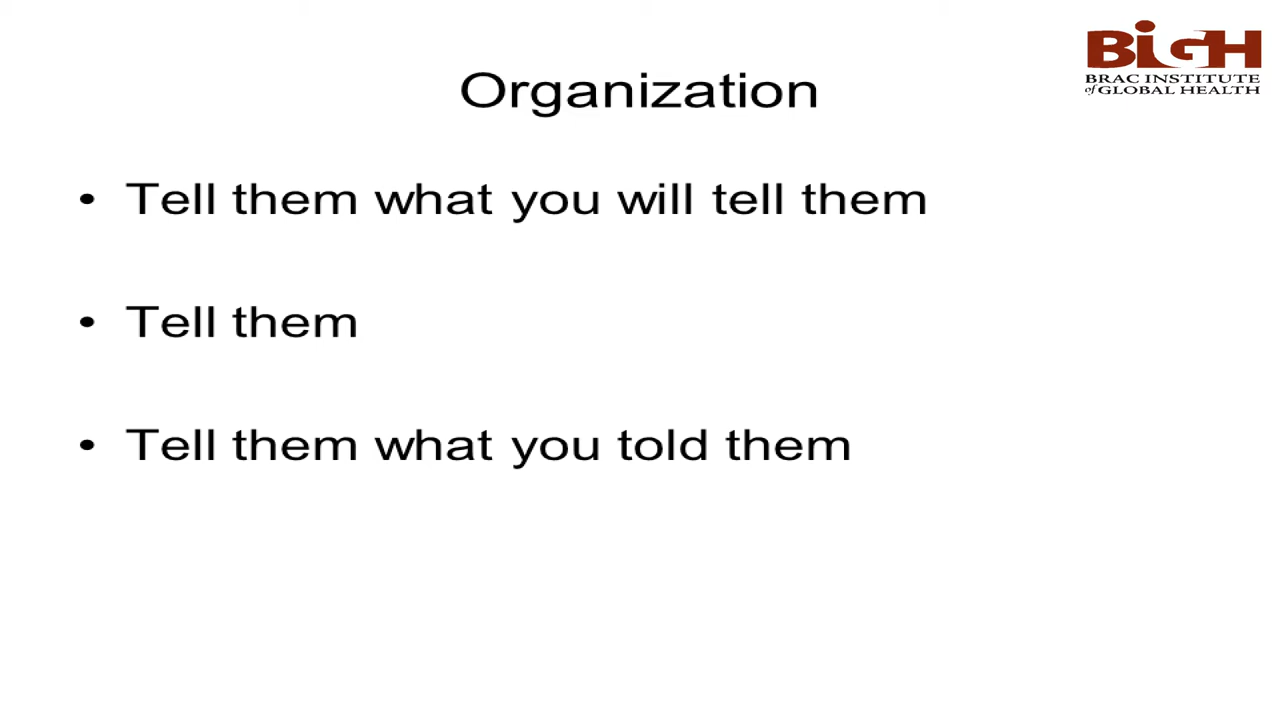 BIGH
BRAC INSTITUTE
of GLOBAL HEALTH
Organization
• Tell them what you will tell them
• Tell them
• Tell them what you told them